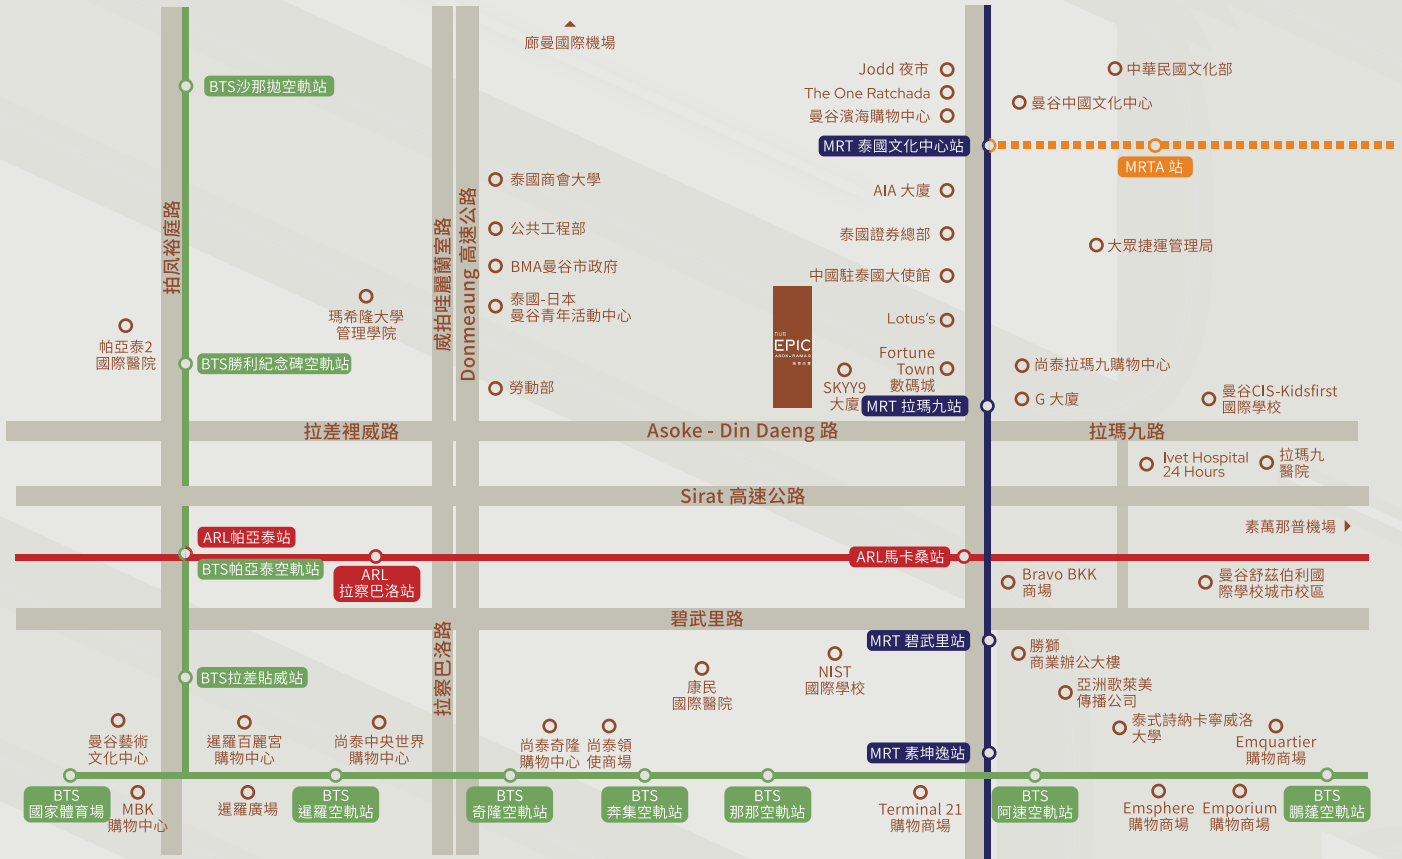 廊曼國際機場
Jodd 夜市
The One Ratchada
曼谷濱海購物中心
MRT 泰國文化中心站
中華民國文化部
曼谷中國文化中心
MRTA 站
BTS沙那拋空軌站
拍凤裕庭路
威拍哇麗蘭室路
Donmeaung 高速公路
泰國商會大學
公共工程部
BMA曼谷市政府
泰國-日本
曼谷青年活動中心
勞動部
AIA 大廈
泰國證券總部
中國駐泰國大使館
Lotus's
Fortune
Town
數碼城
SKYY9
大廈
MRT 拉瑪九站
THE
EPIC
大眾捷運管理局
瑪希隆大學
管理學院
帕亞泰2
國際醫院
BTS勝利紀念碑空軌站
尚泰拉瑪九購物中心
G 大廈
曼谷CIS-Kidsfirst
國際學校
拉差裡威路
Asoke - Din Daeng 路
拉瑪九路
Ivet Hospital
24 Hours
拉瑪九
醫院
Sirat 高速公路
素萬那普機場
ARL帕亞泰站
BTS帕亞泰空軌站
ARL
拉察巴洛站
ARL馬卡桑站
Bravo BKK
商場
曼谷舒茲伯利國
際學校城市校區
碧武里路
拉察巴洛路
MRT 碧武里站
勝獅
商業辦公大樓
BTS拉差貼威站
康民
國際醫院
NIST
國際學校
亞洲歌萊美
傳播公司
泰式詩納卡寧威洛
大學
曼谷藝術
文化中心
暹羅百麗宮
購物中心
尚泰中央世界
購物中心
尚泰奇隆
購物中心
尚泰領
使商場
MRT 素坤逸站
Emquartier
購物商場
BTS
國家體育場
MBK
購物中心
暹羅廣場
BTS
暹羅空軌站
BTS
奇隆空軌站
BTS
奔集空軌站
BTS
那那空軌站
Terminal 21
購物商場
BTS
阿速空軌站
Emsphere
購物商場
Emporium
購物商場
BTS
鵬蓬空軌站